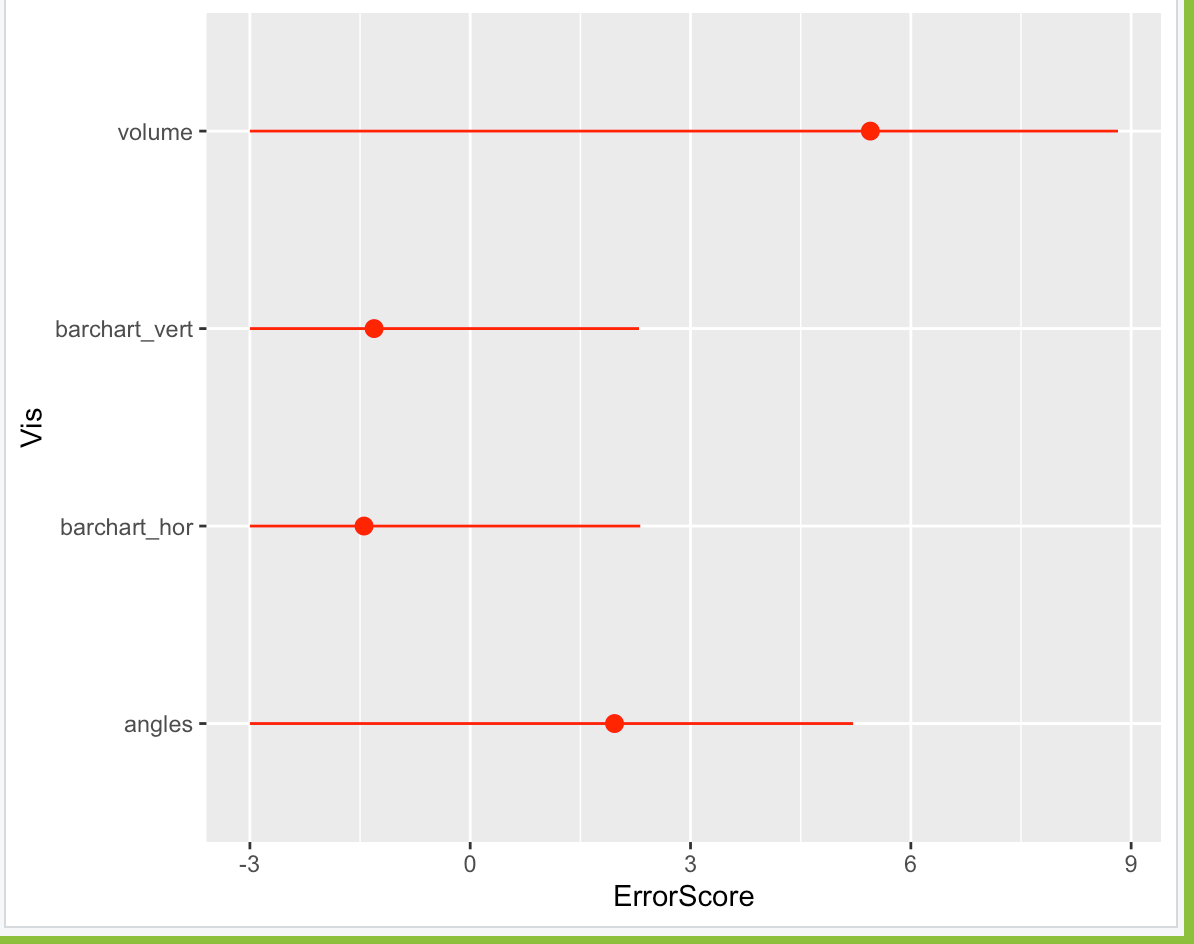 volume
barchart_vert
Vis
barchart_hor
angles
-3 0 3 6 9
ErrorScore